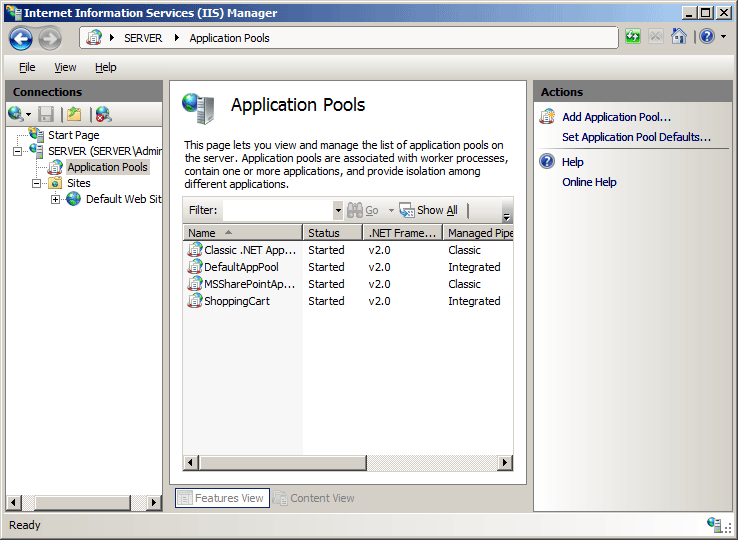 Internet Information Services (IIS) Manager
SERVER Application Pools
File View Help
Connections
Start Page
SERVER (SERVER\Admin
Application Pools
Sites
Default Web Sit
Application Pools
This page lets you view and manage the list of application pools on
the server. Application pools are associated with worker processes,
contain one or more applications, and provide isolation among
different applications.
Filter: Go Show All
Name Status .NET Frame... Managed Pipe
Classic .NET App... Started v2.0 Classic
DefaultAppPool Started v2.0 Integrated
MSSharePointAp... Started v2.0 Classic
ShoppingCart Started v2.0 Integrated
Features View Content View
Actions
Add Application Pool...
Set Application Pool Defaults...
Help
Online Help
Ready